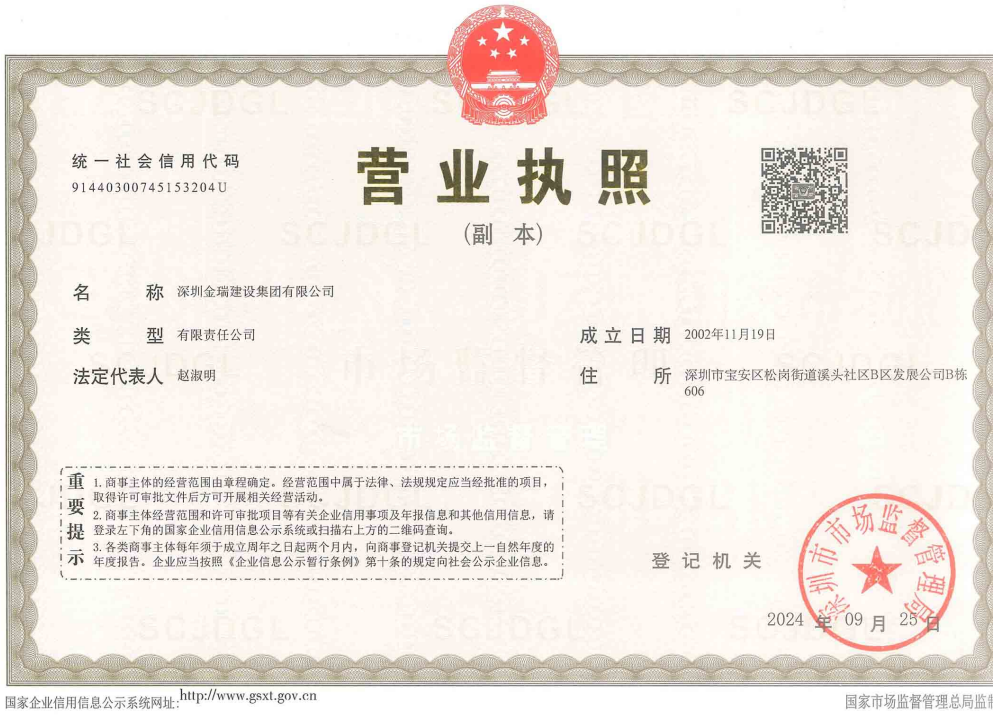 统一社会信用代码
91440300745153204U
营业执照
(副 本)
名 称 深圳金瑞建设集团有限公司
类 型 有限责任公司
法定代表人 赵淑明
成立日期 2002年11月19日
住 所 深圳市宝安区松岗街道溪头社区B区发展公司B栋
606
重要提示
1. 商事主体的经营范围由章程确定。经营范围中属于法律、法规规定应当经批准的项目,
取得许可审批文件后方可开展相关经营活动。
2. 商事主体经营范围和许可审批项目等有关企业信用事项及年报信息和其他信用信息,请
登录左下角的国家企业信用信息公示系统或扫描右上方的二维码查询。
3. 各类商事主体每年须于成立周年之日起两个月内,向商事登记机关提交上一自然年度的
年度报告。企业应当按照《企业信息公示暂行条例》第十条的规定向社会公示企业信息。
登记机关
深圳市市场监督管理局
2024 年 09 月 25 日
国家企业信用信息公示系统网址:http://www.gsxt.gov.cn
国家市场监督管理总局监制
SCJDGL
市场监督管理